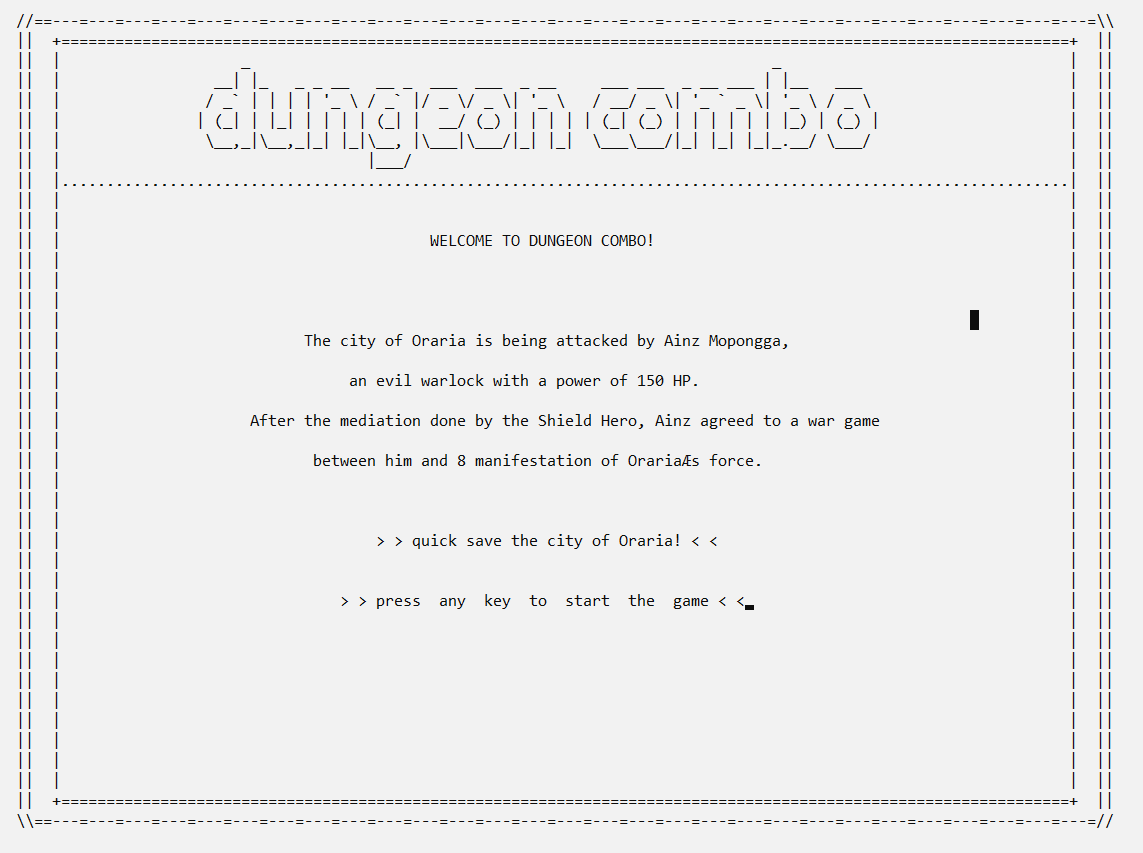 dungeon combo
WELCOME TO DUNGEON COMBO!
The city of Oraria is being attacked by Ainz Mopongga,
an evil warlock with a power of 150 HP.
After the mediation done by the Shield Hero, Ainz agreed to a war game
between him and 8 manifestation of OrariaÆs force.
> > quick save the city of Oraria! < <
> > press any key to start the game < <